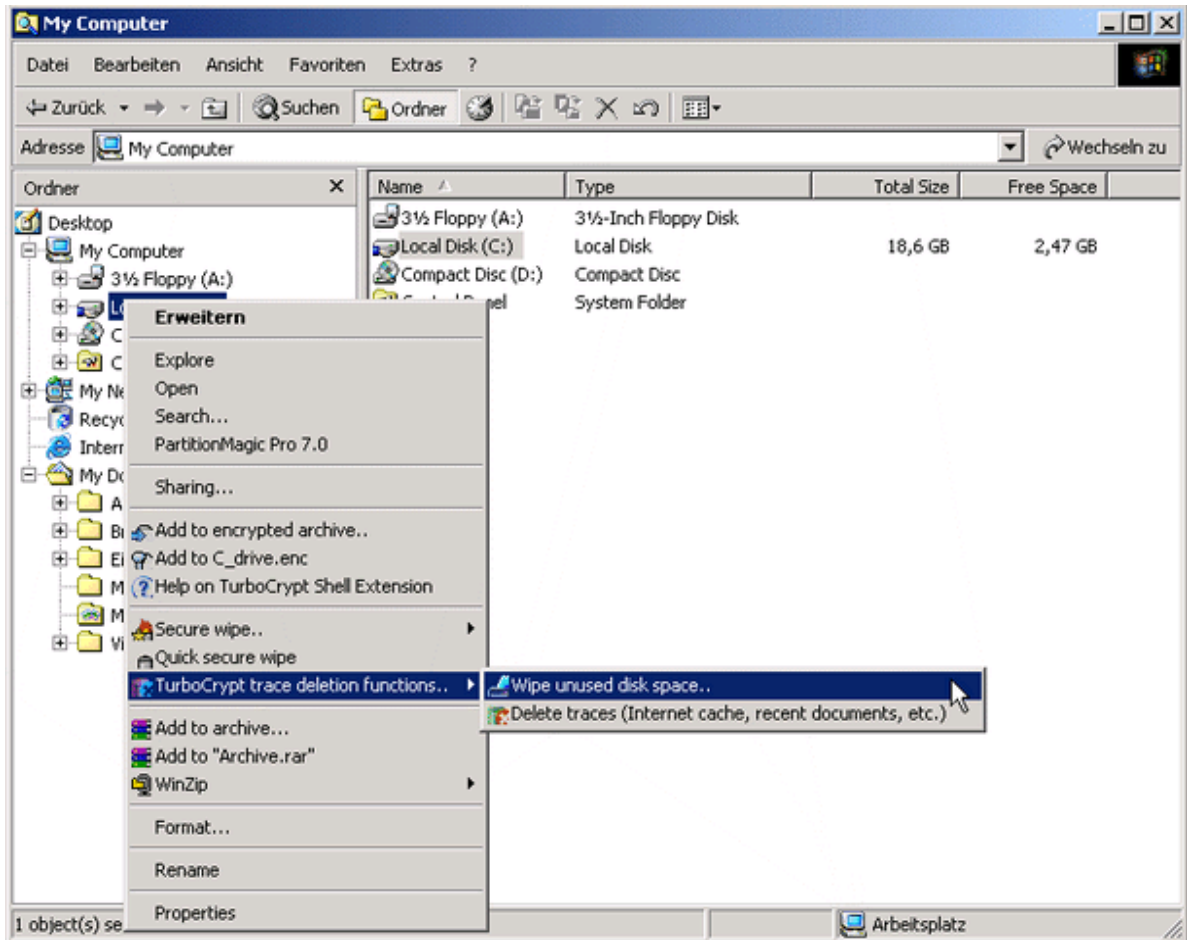 My Computer
Datei Bearbeiten Ansicht Favoriten Extras ?
Zurück Suchen Ordner
Adresse My Computer Wechseln zu
Ordner
Name Type Total Size Free Space
Desktop
My Computer
3½ Floppy (A:)
3½ Floppy (A:) 3½-Inch Floppy Disk
Local Disk (C:) Local Disk 18,6 GB 2,47 GB
Compact Disc (D:) Compact Disc
System Folder
My
Erweitern
Explore
Open
Search...
PartitionMagic Pro 7.0
Sharing...
Add to encrypted archive..
Add to C_drive.enc
Help on TurboCrypt Shell Extension
Secure wipe..
Quick secure wipe
TurboCrypt trace deletion functions..
Wipe unused disk space..
Delete traces (Internet cache, recent documents, etc.)
Add to archive...
Add to "Archive.rar"
WinZip
Format...
Rename
Properties
1 object(s) Arbeitsplatz